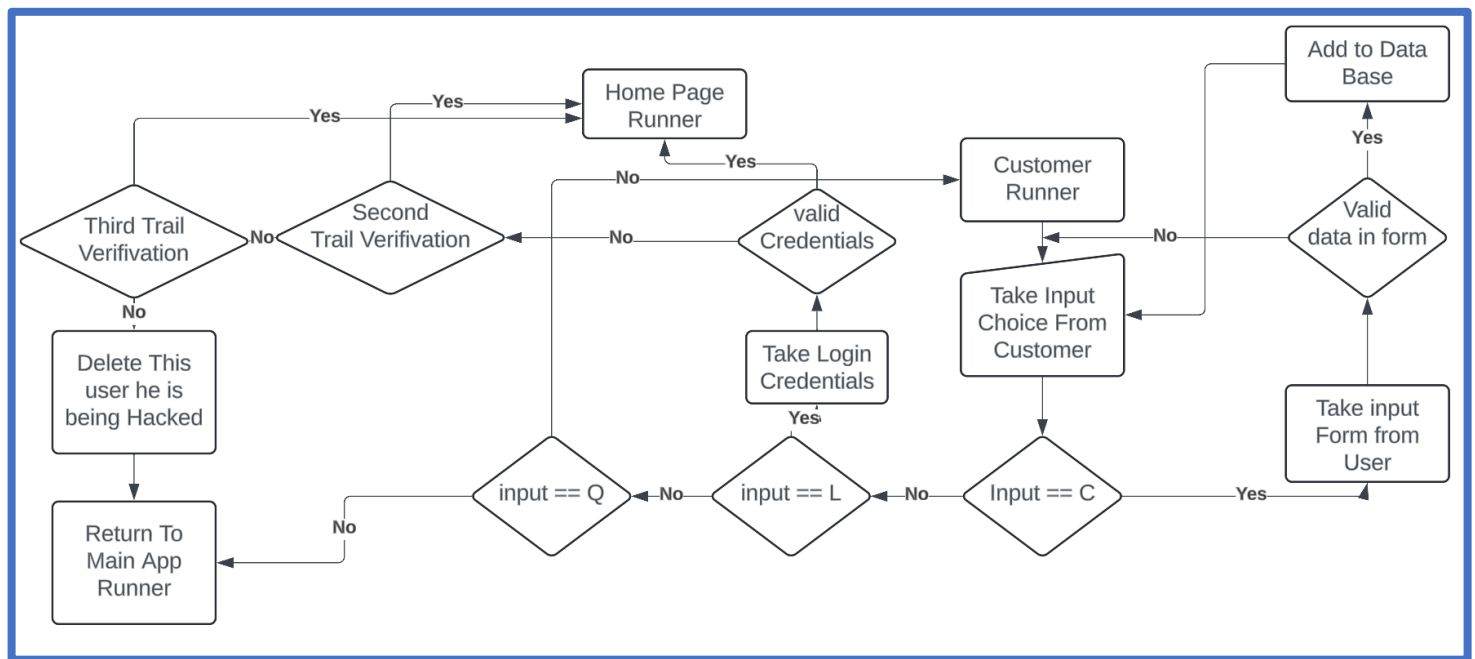 Add to Data
Base
Home Page
Runner
Yes
Yes
Yes
Yes
Customer
Runner
No
Third Trail
Verifivation
No
Second
Trail Verifivation
No
valid
Credentials
No
Valid
data in form
Take Input
Choice From
Customer
No
Delete This
user he is
being Hacked
Take Login
Credentials
Yes
Take input
Form from
User
input == Q
No
input == L
No
Input == C
Yes
No
Return To
Main App
Runner